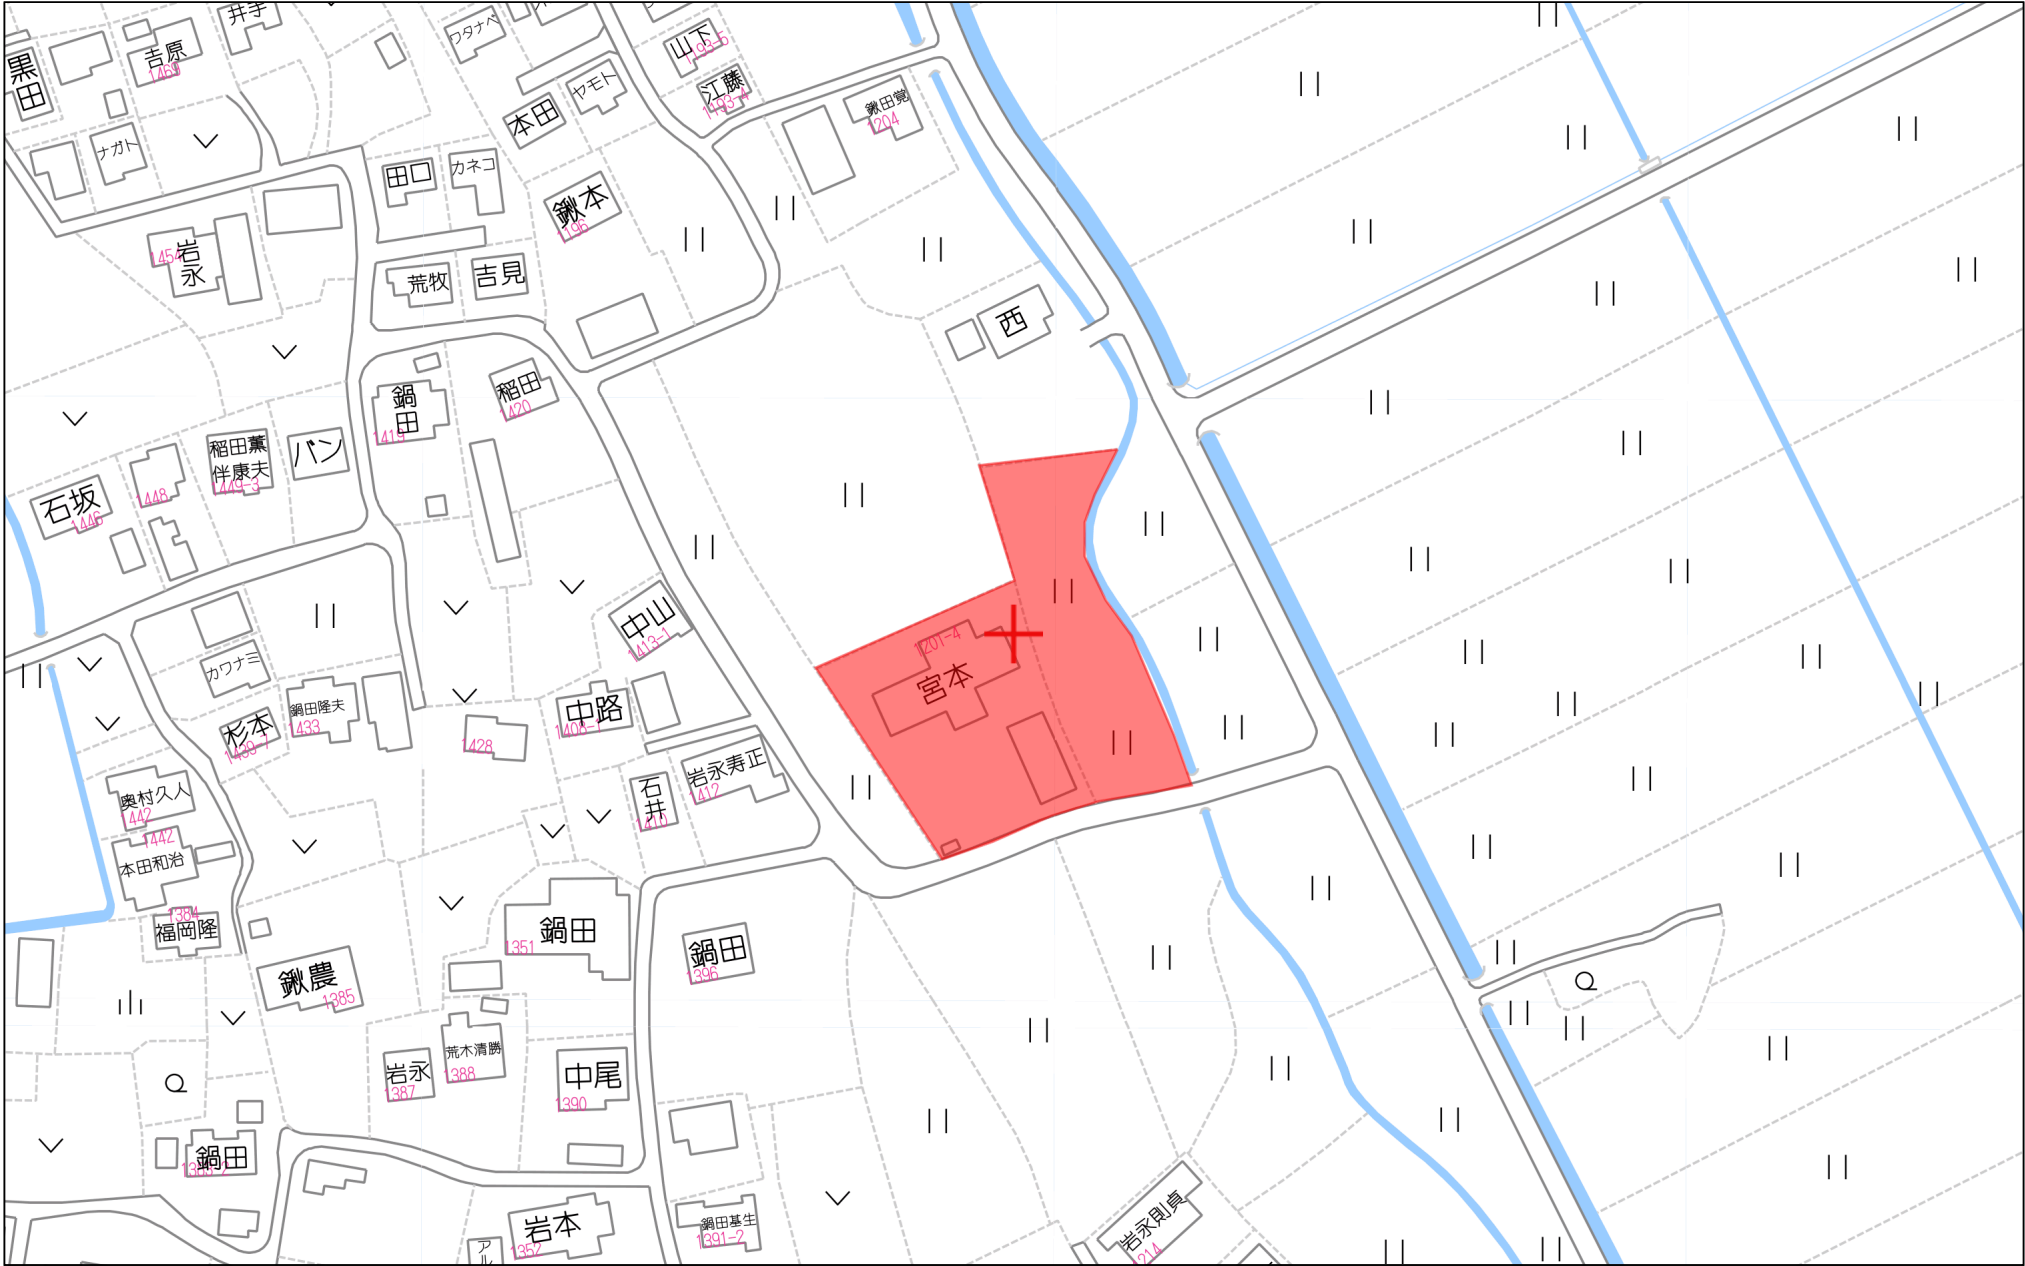 井手
ワタナベ
山下
1193-5
黒田
吉原
1469
江藤
1193-4
ヤモト
本田
鍬田覚
1204
ナガト
田口
カネコ
鍬本
1196
岩永
1454
荒牧
吉見
西
鍋田
1419
稲田
1420
稲田薫
伴康夫
1449-3
バン
1448
石坂
1446
中山
1413-1
1201-4
宮本
カワナミ
杉本
1439-1
鍋田隆夫
1433
1428
中路
1408-1
岩永寿正
1412
石井
1410
奥村久人
1442
1442
本田和治
1384
福岡隆
鍋田
1351
鍋田
1396
鍬農
1385
荒木清勝
1388
岩永
1387
中尾
1390
鍋田
岩本
1352
アル
鍋田基生
1391-2
岩永則貞
1214